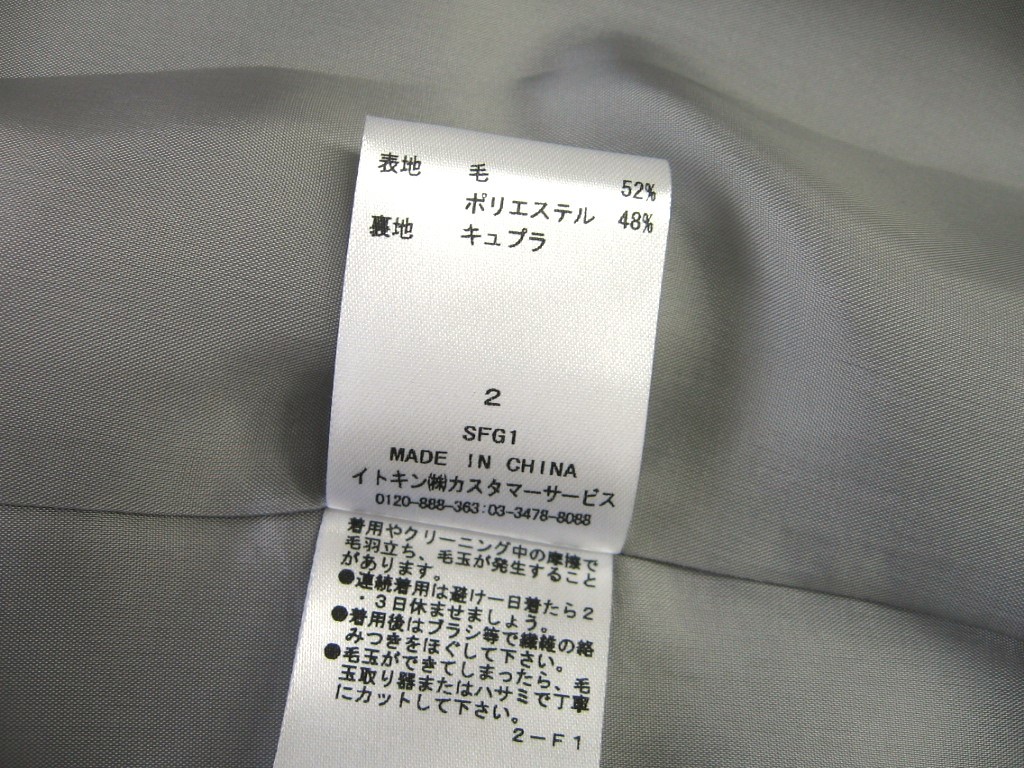 表地 毛 52%
ポリエステル 48%
裏地 キュプラ
2
SFG1
MADE IN CHINA
イトキン㈱カスタマーサービス
0120-888-363:03-3478-8088
着用やクリーニング中の摩擦で
毛羽立ち、毛玉が発生すること
があります。
●連続着用は避け一日着たら2
・3日休ませましょう。
●着用後はブラシ等で繊維の絡
みつきをほぐして下さい。
●毛玉ができてしまったら、毛
玉取り器またはハサミで丁寧
にカットして下さい。
2-F1